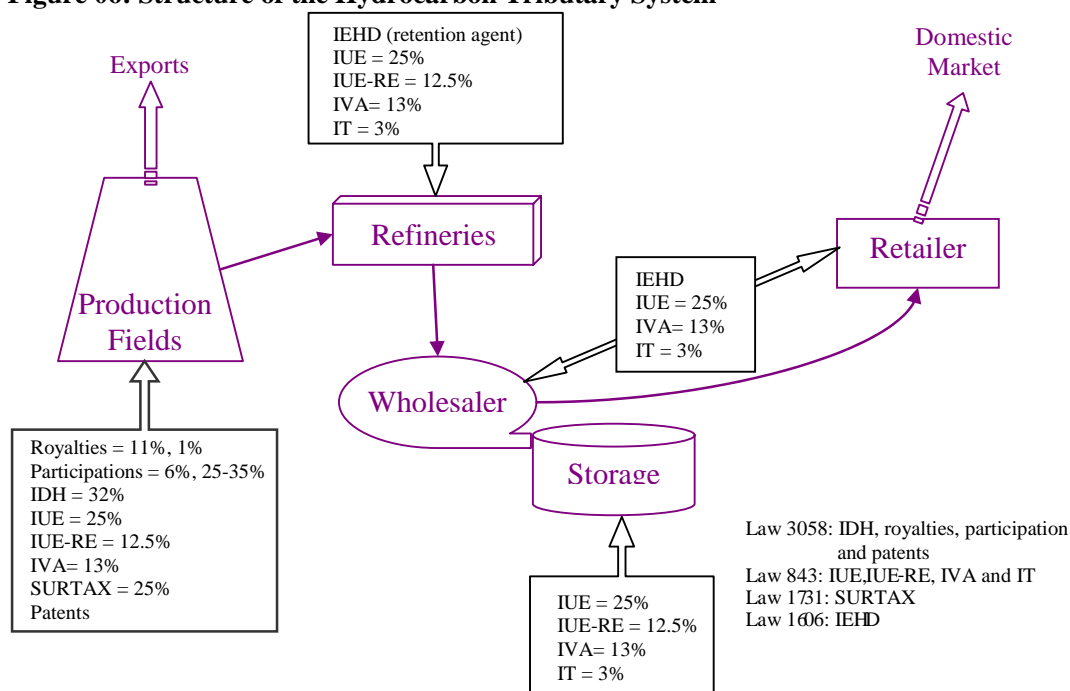 Figure 68: Structure of the Hydrocarbon Tributary System
IEHD (retention agent)
IUE = 25%
IUE-RE = 12.5%
IVA= 13%
IT = 3%
Domestic
Market
Exports
Refineries
Retailer
Production
Fields
IEHD
IUE = 25%
IVA= 13%
IT = 3%
Wholesaler
Storage
Royalties = 11%, 1%
Participations = 6%, 25-35%
IDH = 32%
IUE = 25%
IUE-RE = 12.5%
IVA= 13%
SURTAX = 25%
Patents
IUE = 25%
IUE-RE = 12.5%
IVA= 13%
IT = 3%
Law 3058: IDH, royalties, participation
and patents
Law 843: IUE,IUE-RE, IVA and IT
Law 1731: SURTAX
Law 1606: IEHD